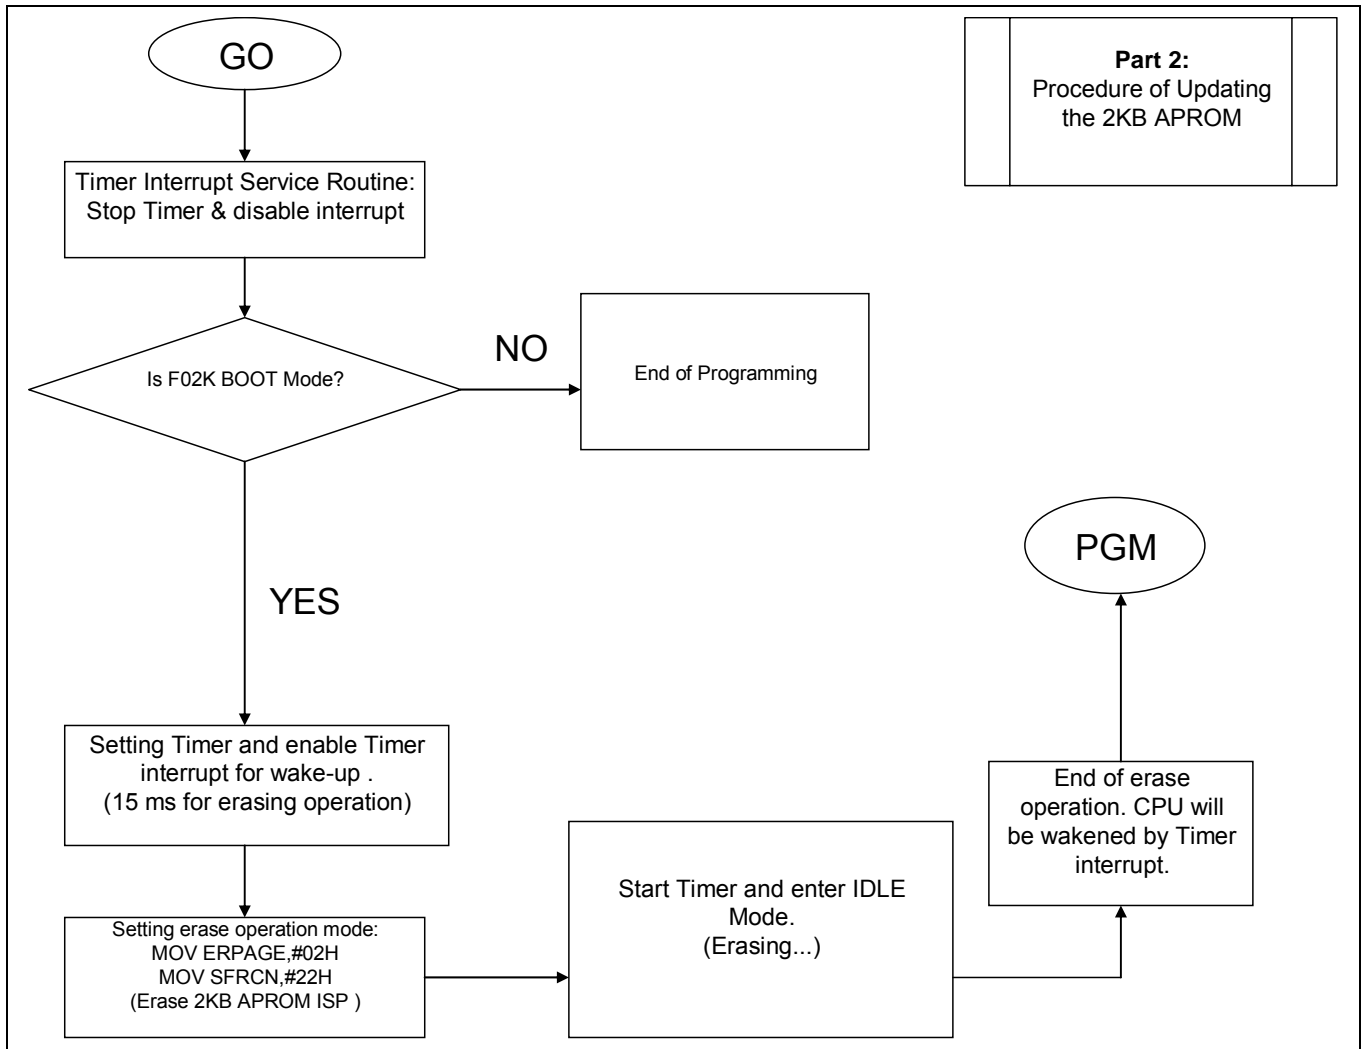 GO
Part 2:
Procedure of Updating
the 2KB APROM
Timer Interrupt Service Routine:
Stop Timer & disable interrupt
Is F02K BOOT Mode?
NO
End of Programming
YES
PGM
Setting Timer and enable Timer
interrupt for wake-up .
(15 ms for erasing operation)
Setting erase operation mode:
MOV ERPAGE,#02H
MOV SFRCN,#22H
(Erase 2KB APROM ISP )
Start Timer and enter IDLE
Mode.
(Erasing...)
End of erase
operation. CPU will
be wakened by Timer
interrupt.